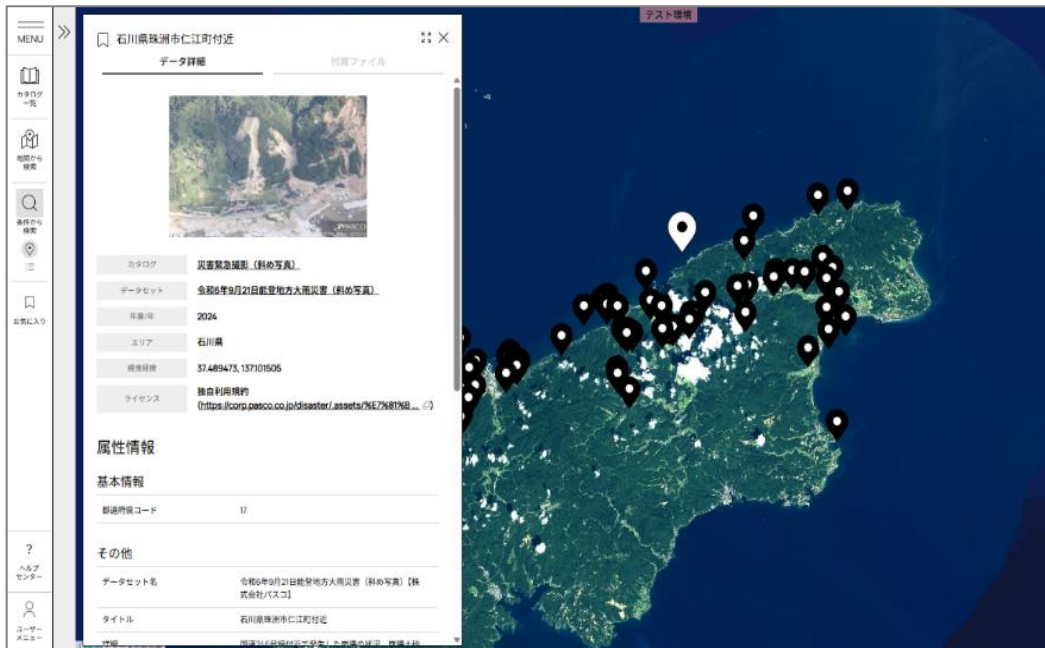 テスト環境
MENU
カタログ
一覧
地図から
検索
条件から
検索
お気に入り
?
ヘルプ
センター
ユーザー
メニュー
石川県珠洲市仁江町付近
データ詳細
付属ファイル
PASCO
カタログ
災害緊急撮影（斜め写真）
データセット
令和6年9月21日能登地方大雨災害（斜め写真）
年度/年
2024
エリア
石川県
緯度経度
37.489473, 137.101505
ライセンス
独自利用規約
(https://corp.pasco.co.jp/disaster/.assets/%E7%81%6B...)
属性情報
基本情報
都道府県コード
17
その他
データセット名
令和6年9月21日能登地方大雨災害（斜め写真）【株
式会社パスコ】
タイトル
石川県珠洲市仁江町付近
詳細